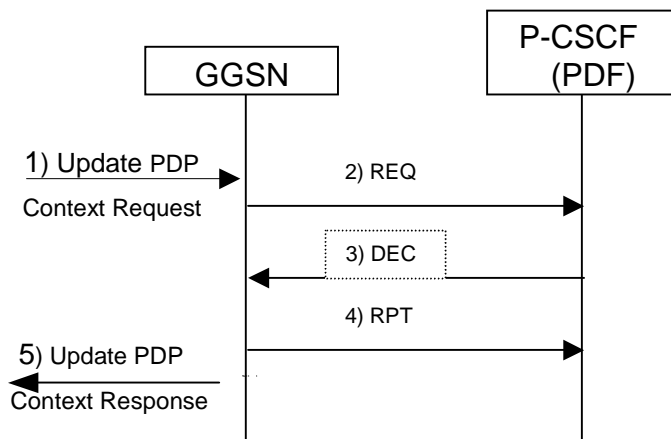 P-CSCF
(PDF)
GGSN
1) Update PDP
Context Request
2) REQ
3) DEC
4) RPT
5) Update PDP
Context Response